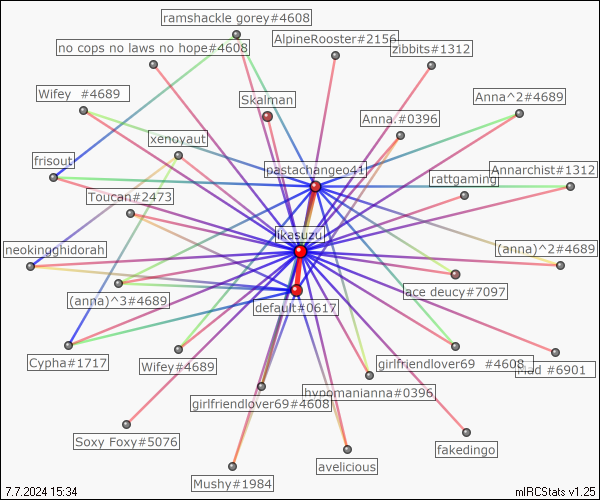 ramshackle gorey#4608
AlpineRooster#2156
no cops no laws no hope#4608
zibbits#1312
Wifey #4689
Skalman
Anna^2#4689
Anna.#0396
xenoyaut
frisout
pastachangeo41
Annarchist#1312
rattgaming
Toucan#2473
ikasuzu
neokingghidorah
(anna)^2#4689
ace deucy#7097
(anna)^3#4689
default#0617
Cypha#1717
Wifey#4689
girlfriendlover69 #4608
#6901
hypomanianna#0396
girlfriendlover69#4608
Soxy Foxy#5076
fakedingo
avelicious
Mushy#1984
7.7.2024 15:34
mIRCStats v1.25